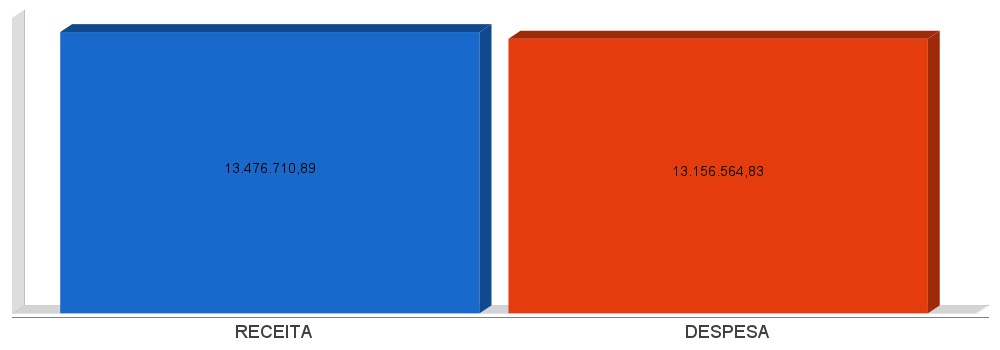 13.476.710,89
13.156.564,83
RECEITA
DESPESA